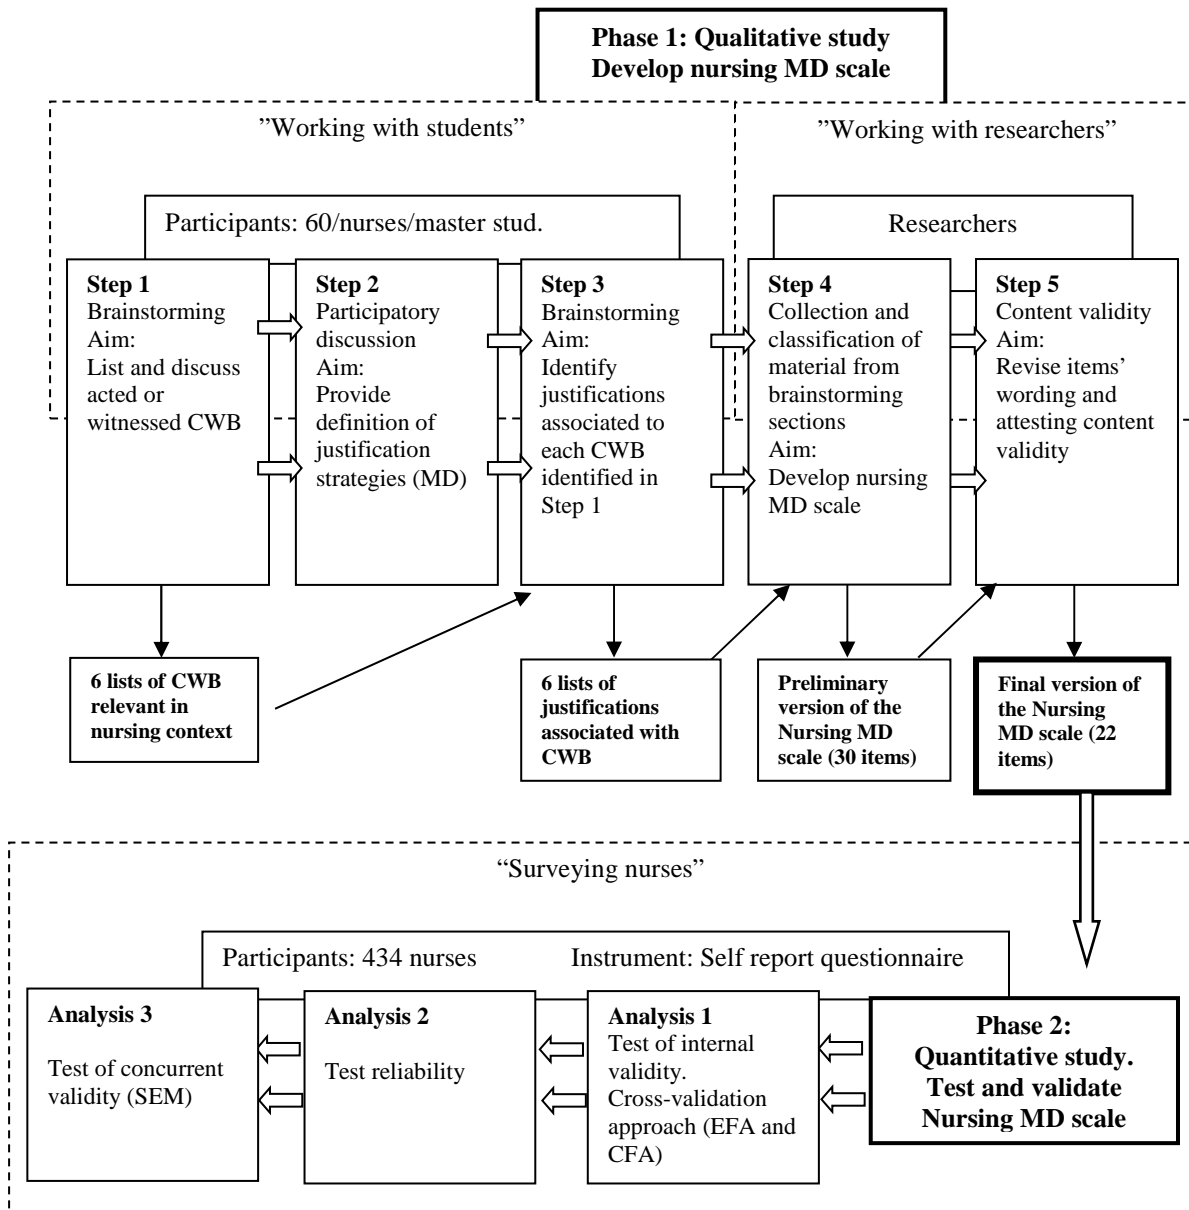 Phase 1: Qualitative study
Develop nursing MD scale
”Working with students”
”Working with researchers”
Participants: 60/nurses/master stud.
Researchers
Step 1
Brainstorming
Aim:
List and discuss
acted or
witnessed CWB
Step 2
Participatory
discussion
Aim:
Provide
definition of
justification
strategies (MD)
Step 3
Brainstorming
Aim:
Identify
justifications
associated to
each CWB
identified in
Step 1
Step 4
Collection and
classification of
material from
brainstorming
sections
Aim:
Develop nursing
MD scale
Step 5
Content validity
Aim:
Revise items’
wording and
attesting content
validity
6 lists of CWB
relevant in
nursing context
6 lists of
justifications
associated with
CWB
Preliminary
version of the
Nursing MD
scale (30 items)
Final version of
the Nursing
MD scale (22
items)
“Surveying nurses”
Participants: 434 nurses Instrument: Self report questionnaire
Analysis 3
Test of concurrent
validity (SEM)
Analysis 2
Test reliability
Analysis 1
Test of internal
validity.
Cross-validation
approach (EFA and
CFA)
Phase 2:
Quantitative study.
Test and validate
Nursing MD scale